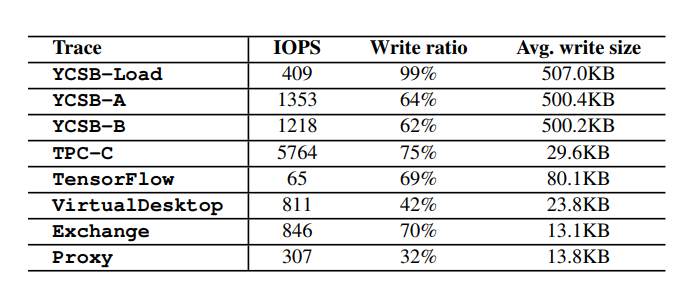 Trace IOPS Write ratio Avg. write size
YCSB-Load 409 99% 507.0KB
YCSB-A 1353 64% 500.4KB
YCSB-B 1218 62% 500.2KB
TPC-C 5764 75% 29.6KB
TensorFlow 65 69% 80.1KB
VirtualDesktop 811 42% 23.8KB
Exchange 846 70% 13.1KB
Proxy 307 32% 13.8KB